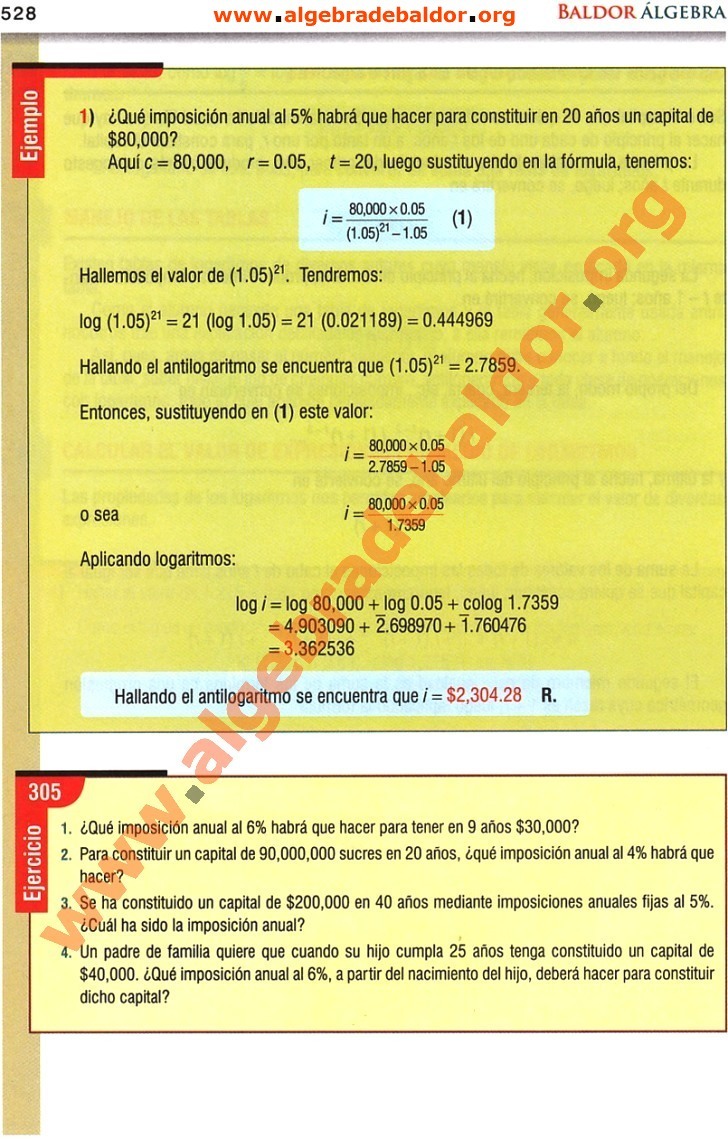 528
www.algebradebaldor.org
BALDOR ÁLGEBRA
Ejemplo
1) ¿Qué imposición anual al 5% habrá que hacer para constituir en 20 años un capital de
$80,000?
Aquí c = 80,000, r = 0.05, t = 20, luego sustituyendo en la fórmula, tenemos:
i = 80,000 × 0.05 / (1.05)²¹ − 1.05 (1)
Hallemos el valor de (1.05)²¹. Tendremos:
log (1.05)²¹ = 21 (log 1.05) = 21 (0.021189) = 0.444969
Hallando el antilogaritmo se encuentra que (1.05)²¹ = 2.7859.
Entonces, sustituyendo en (1) este valor:
i = 80,000 × 0.05 / 2.7859 − 1.05
o sea
i = 80,000 × 0.05 / 1.7359
Aplicando logaritmos:
log i = log 80,000 + log 0.05 + colog 1.7359
= 4.903090 + 2̅.698970 + 1̅.760476
= 3.362536
Hallando el antilogaritmo se encuentra que i = $2,304.28 R.
305
Ejercicio
1. ¿Qué imposición anual al 6% habrá que hacer para tener en 9 años $30,000?
2. Para constituir un capital de 90,000,000 sucres en 20 años, ¿qué imposición anual al 4% habrá que
hacer?
3. Se ha constituido un capital de $200,000 en 40 años mediante imposiciones anuales fijas al 5%.
¿Cuál ha sido la imposición anual?
4. Un padre de familia quiere que cuando su hijo cumpla 25 años tenga constituido un capital de
$40,000. ¿Qué imposición anual al 6%, a partir del nacimiento del hijo, deberá hacer para constituir
dicho capital?
www.algebradebaldor.org